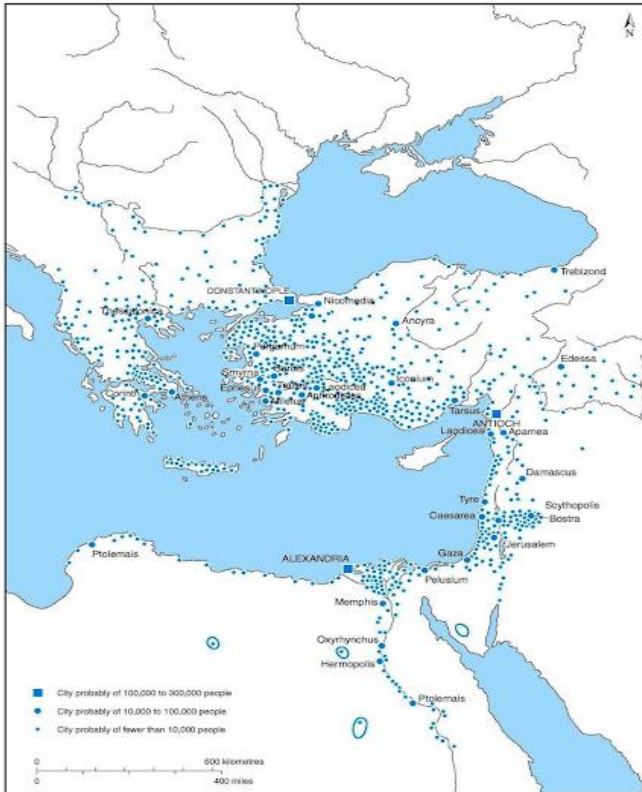 N
Trebizond
CONSTANTINOPLE
Nicomedia
Thessalonica
Ancyra
Pergamum
Edessa
Sardis
Smyrna
Iconium
Ephesus
Tralles
Laodicea
Corinth
Athens
Aphrodisias
Miletus
Tarsus
ANTIOCH
Laodicea
Apamea
Damascus
Tyre
Scythopolis
Caesarea
Bostra
Jerusalem
Ptolemais
ALEXANDRIA
Gaza
Pelusium
Memphis
Oxyrhynchus
Hermopolis
Ptolemais
City probably of 100,000 to 300,000 people
City probably of 10,000 to 100,000 people
City probably of fewer than 10,000 people
0 600 kilometres
0 400 miles